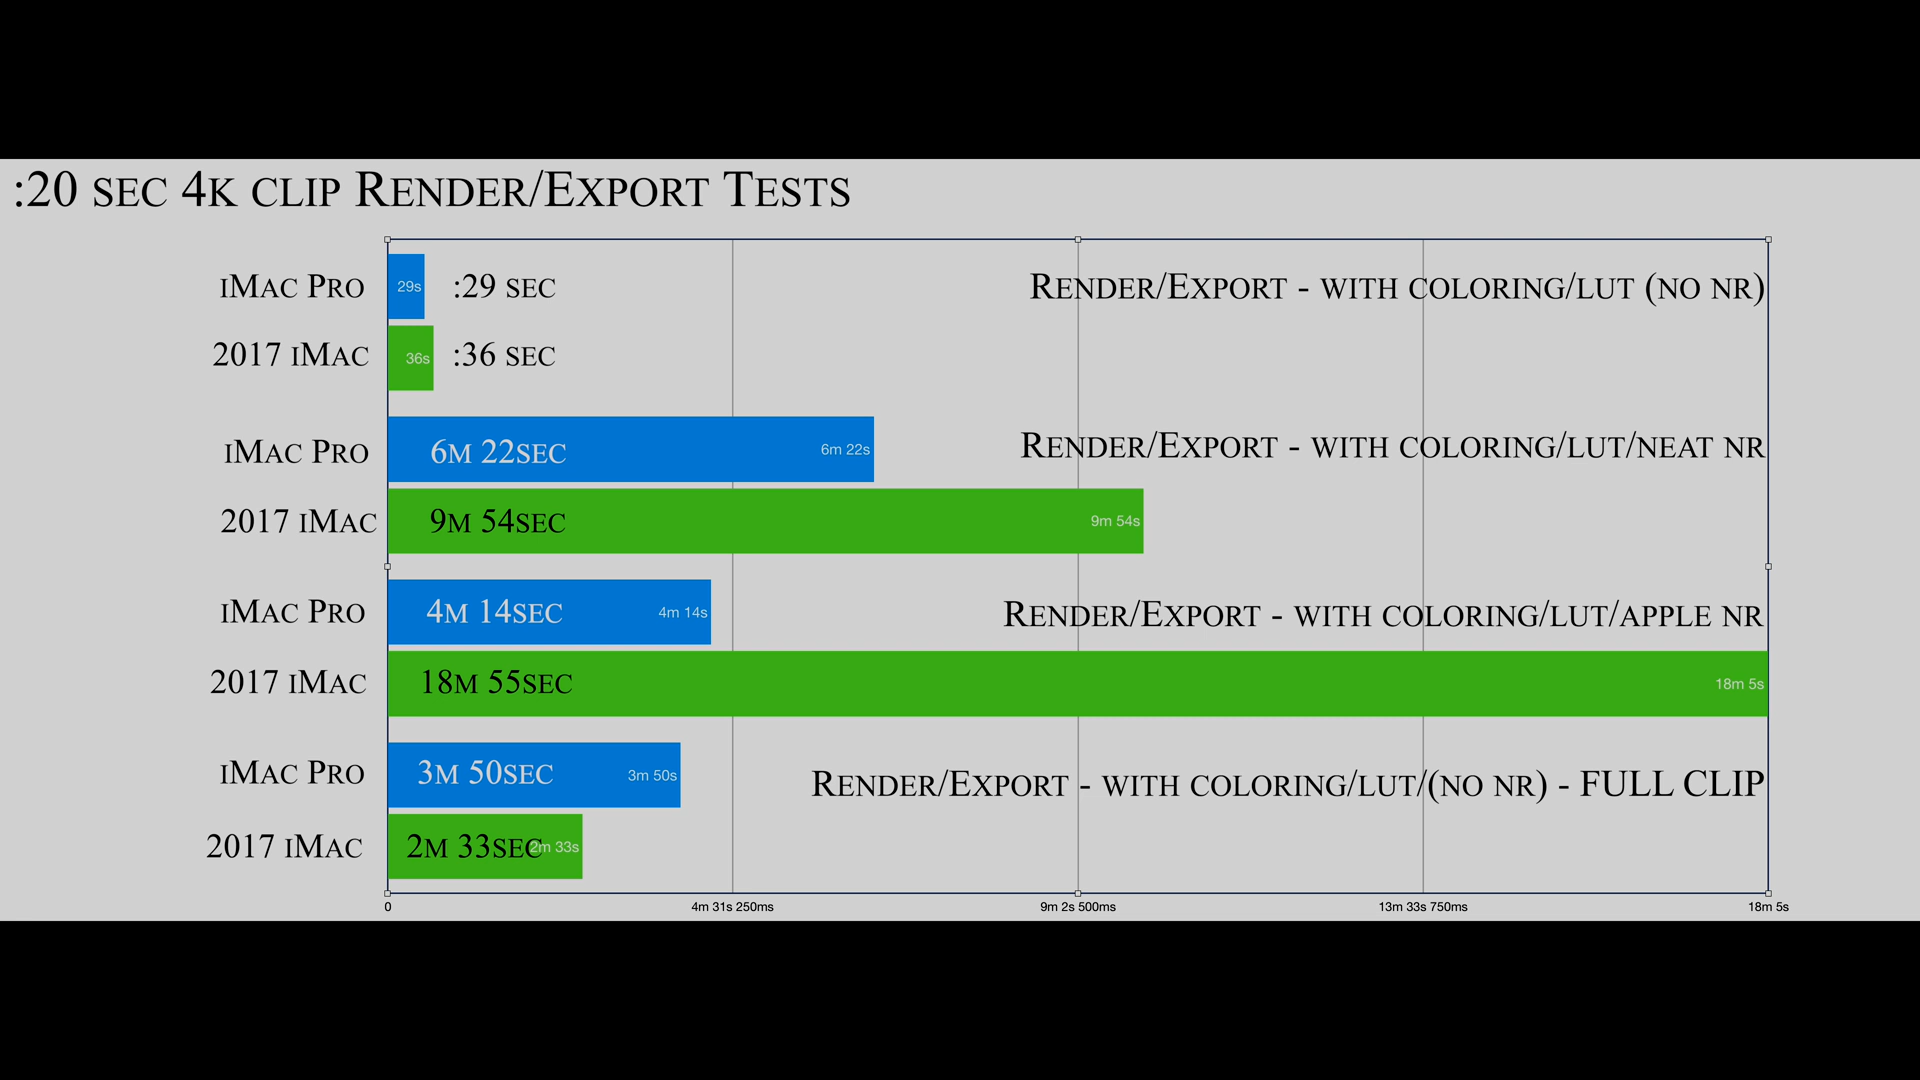 :20 SEC 4K CLIP RENDER/EXPORT TESTS
IMAC PRO 29s :29 SEC RENDER/EXPORT - WITH COLORING/LUT (NO NR)
2017 IMAC 36s :36 SEC
IMAC PRO 6M 22SEC 6m 22s RENDER/EXPORT - WITH COLORING/LUT/NEAT NR
2017 IMAC 9M 54SEC 9m 54s
IMAC PRO 4M 14SEC 4m 14s RENDER/EXPORT - WITH COLORING/LUT/APPLE NR
2017 IMAC 18M 55SEC 18m 5s
IMAC PRO 3M 50SEC 3m 50s RENDER/EXPORT - WITH COLORING/LUT/(NO NR) - FULL CLIP
2017 IMAC 2M 33SEC 2m 33s
0 4m 31s 250ms 9m 2s 500ms 13m 33s 750ms 18m 5s